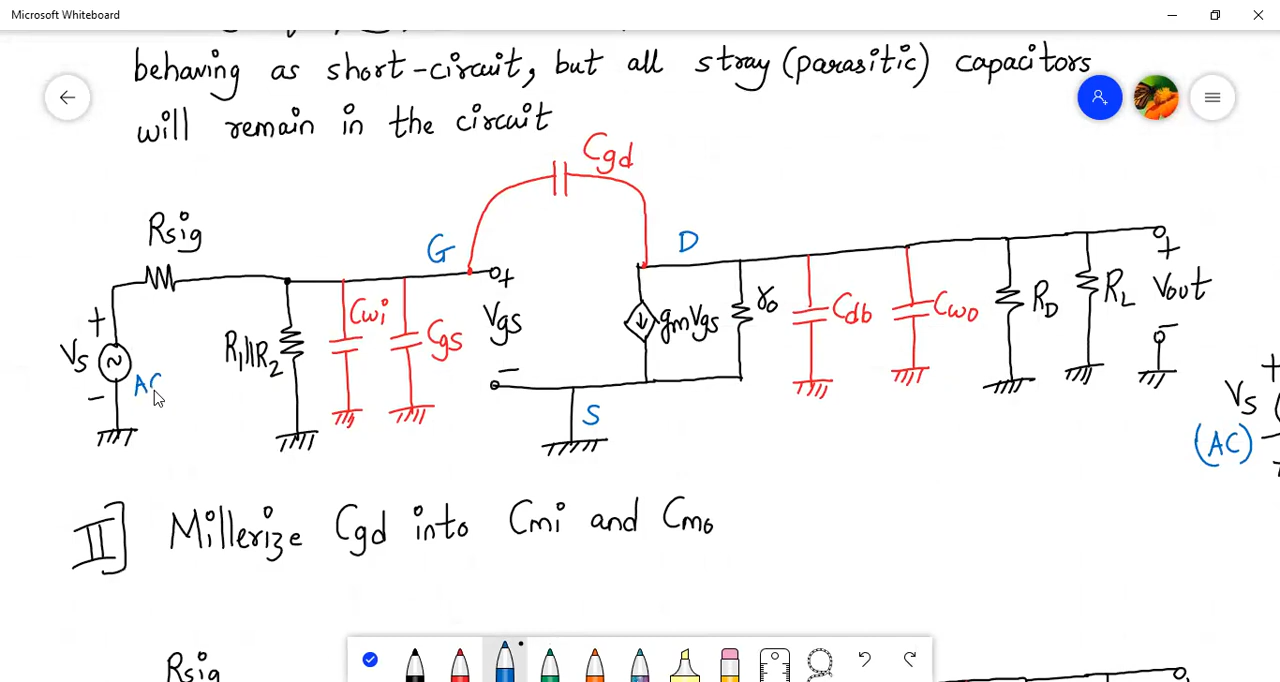 Microsoft Whiteboard
behaving as short-circuit, but all stray (parasitic) capacitors
will remain in the circuit
Cgd
Rsig
G
D
+
Vs
AC
-
R1||R2
Cwi
Cgs
+
Vgs
-
S
gmVgs
ro
Cdb
Cwo
RD
RL
+
Vout
-
+
Vs
(AC)
II] Millerize Cgd into Cmi and Cmo
Rsig